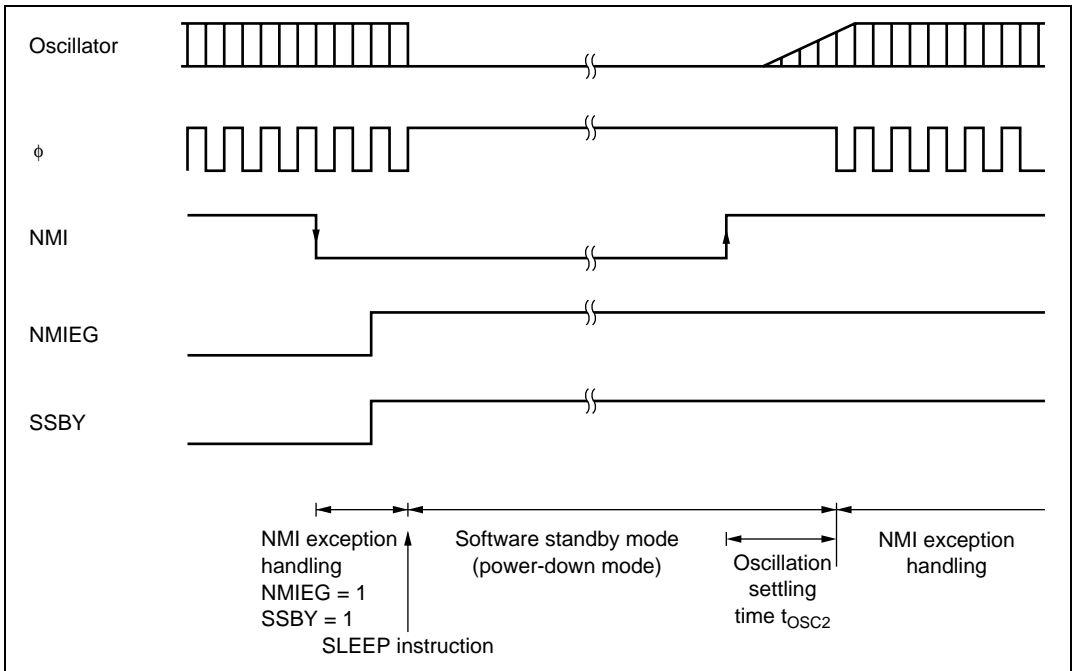 Oscillator
ϕ
NMI
NMIEG
SSBY
NMI exception
handling
NMIEG = 1
SSBY = 1
SLEEP instruction
Software standby mode
(power-down mode)
Oscillation
settling
time tOSC2
NMI exception
handling